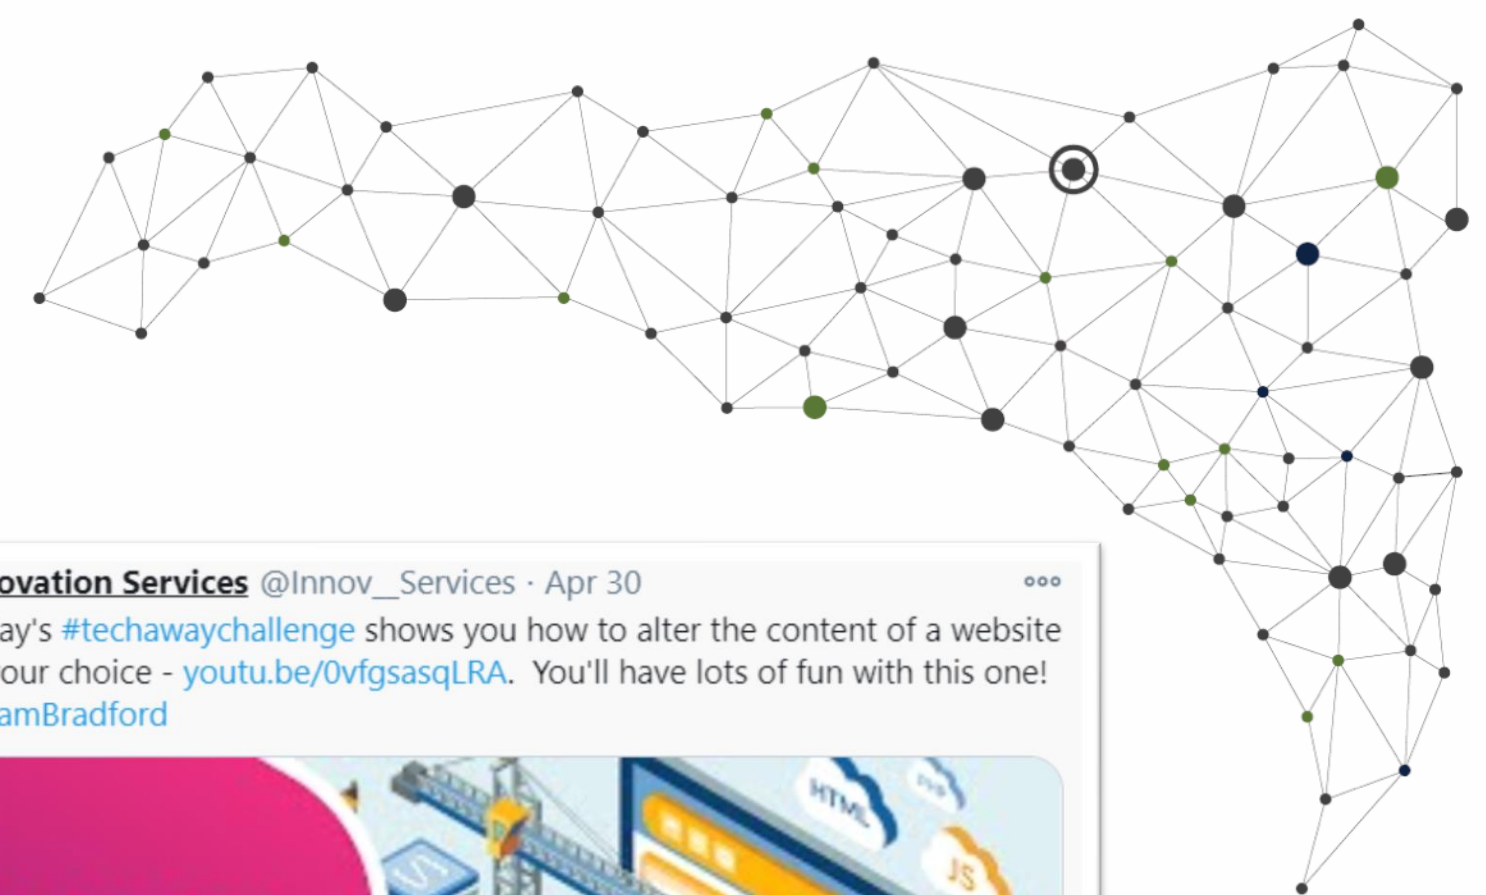 ovation Services @Innov__Services · Apr 30
ay's #techawaychallenge shows you how to alter the content of a website
our choice - youtu.be/0vfgsasqLRA. You'll have lots of fun with this one!
amBradford
HTML
PHP
JS